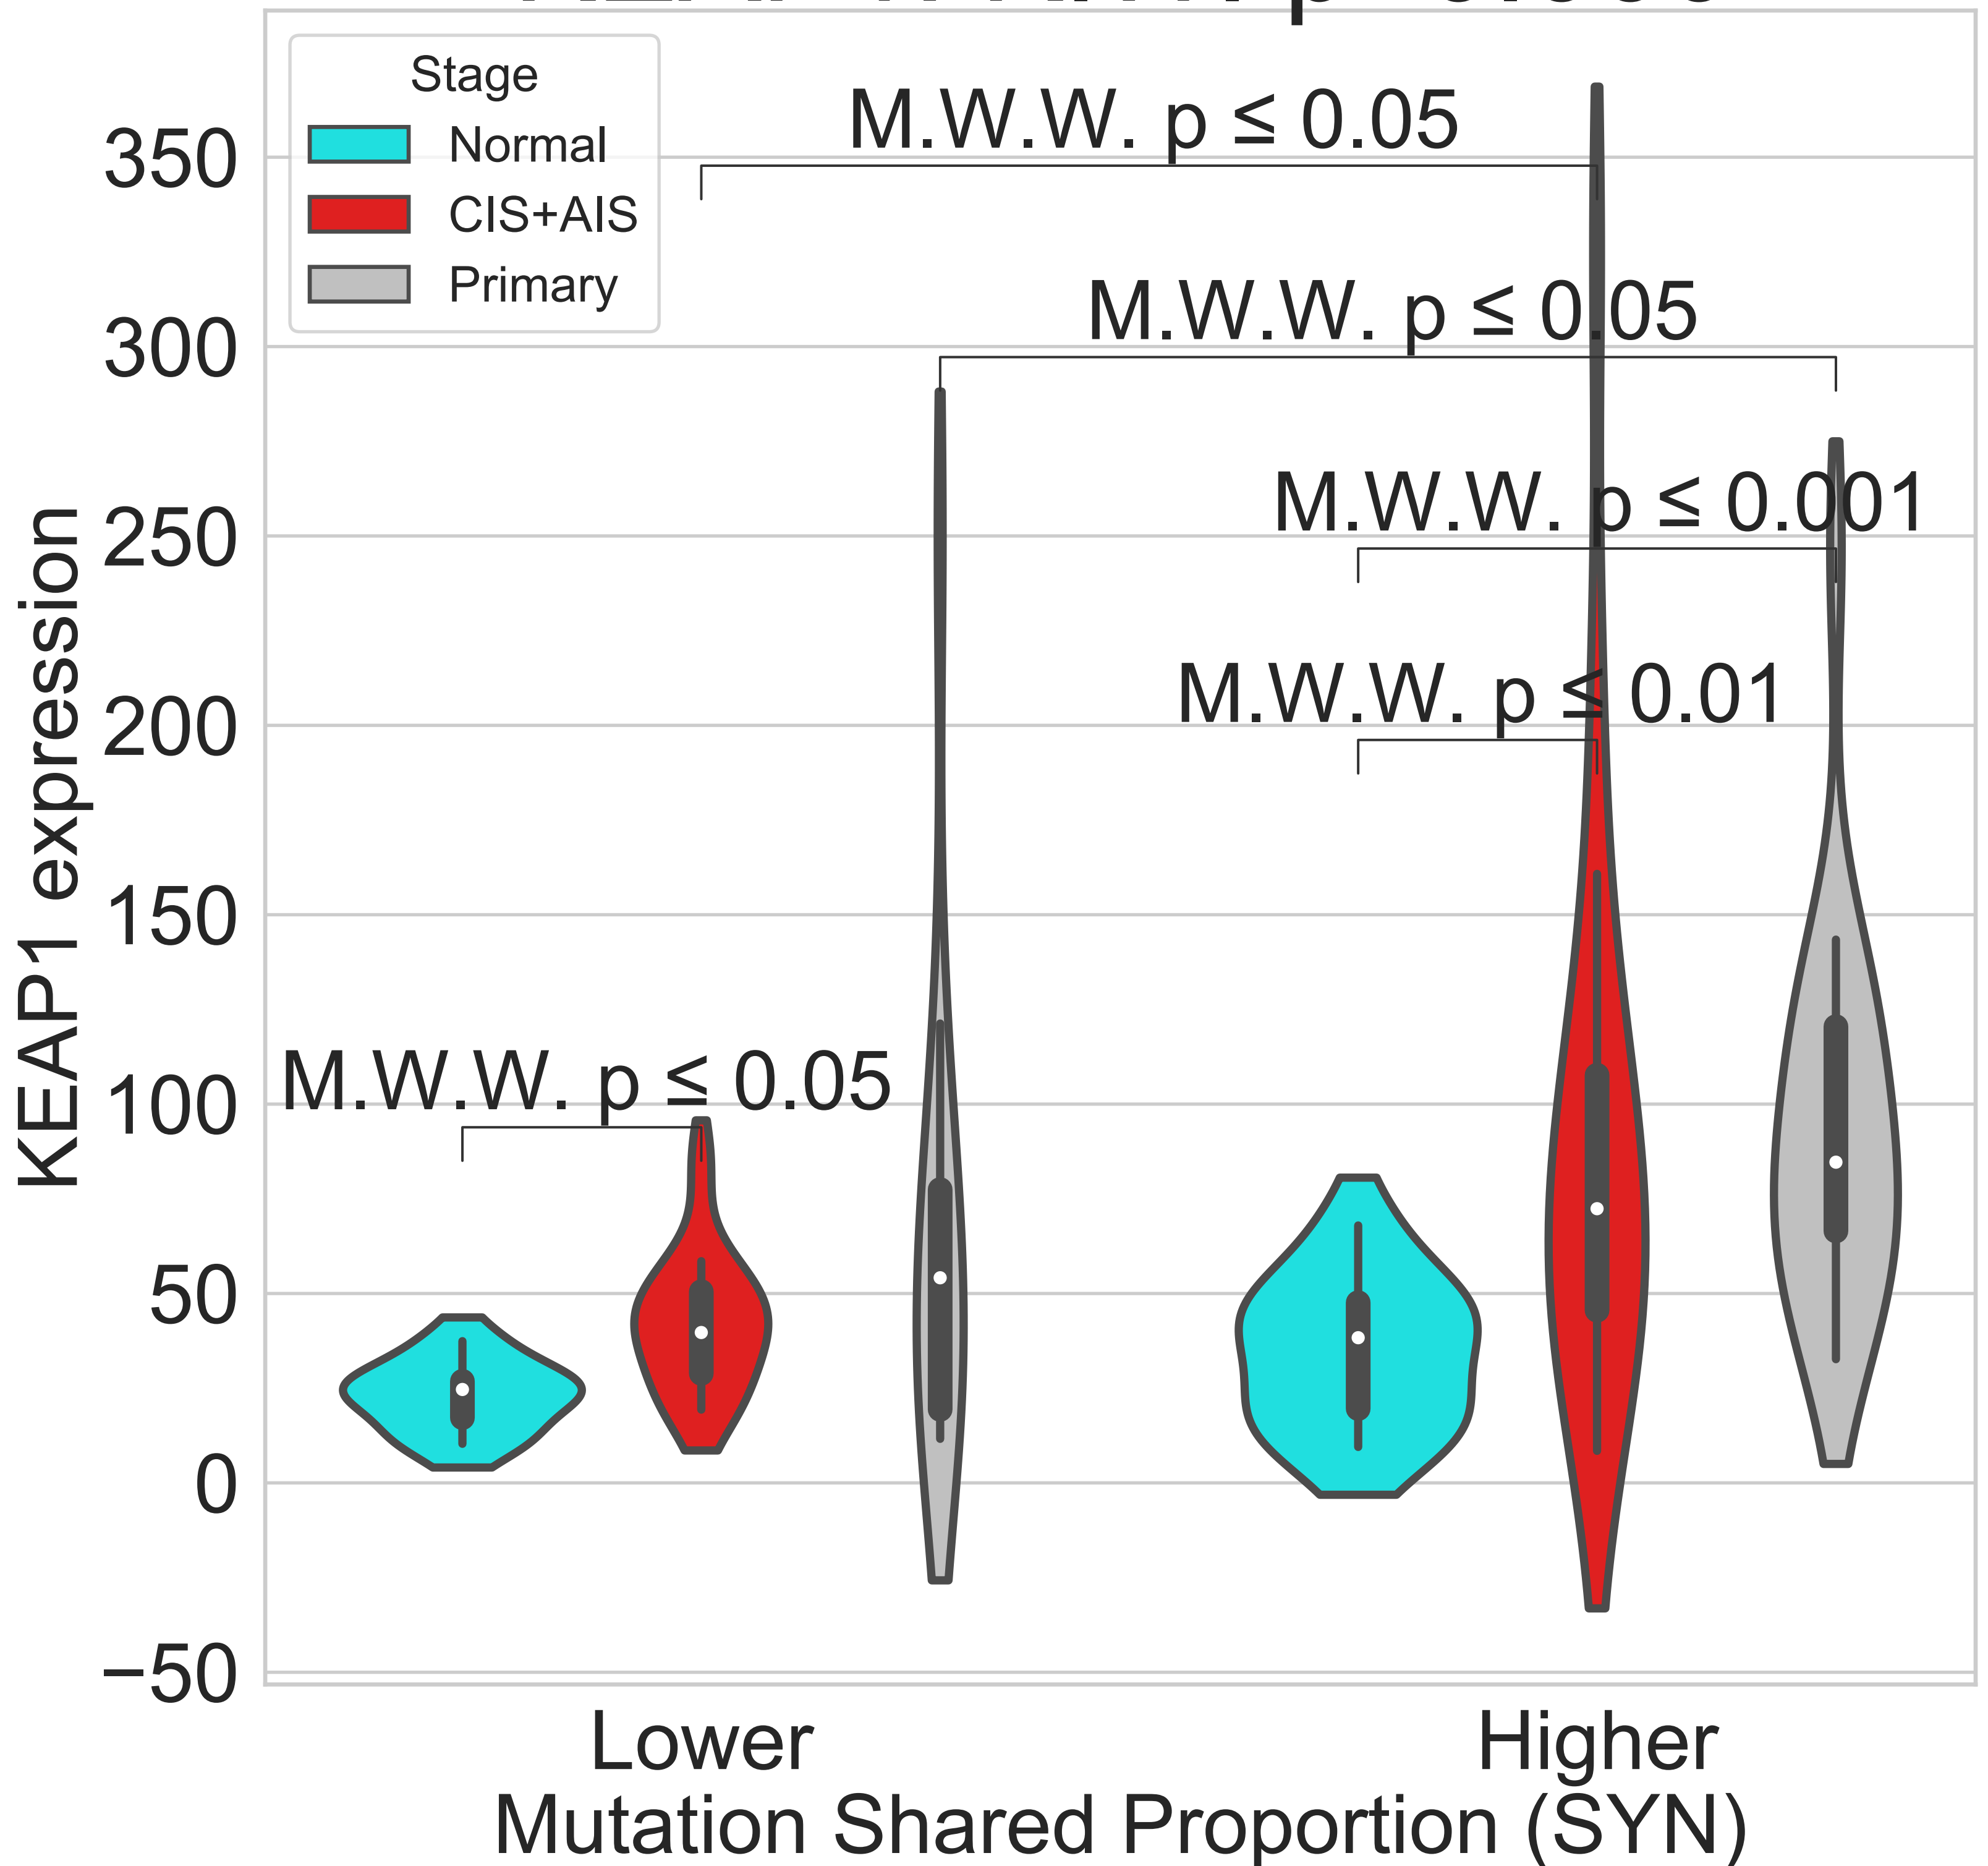 Stage
Normal
CIS+AIS
Primary
M.W.W. p ≤ 0.05
M.W.W. p ≤ 0.05
M.W.W. p ≤ 0.001
M.W.W. p ≤ 0.01
M.W.W. p ≤ 0.05
350
300
250
200
150
100
50
0
−50
KEAP1 expression
Lower
Higher
Mutation Shared Proportion (SYN)